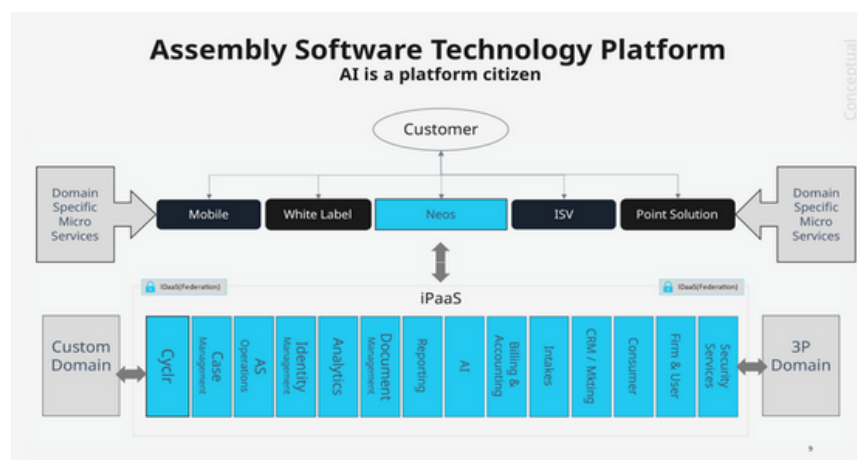 Assembly Software Technology Platform
AI is a platform citizen
Conceptual
Customer
Domain
Specific
Micro
Services
Mobile
White Label
Neos
ISV
Point Solution
Domain
Specific
Micro
Services
IDaaS(Federation)
iPaaS
IDaaS(Federation)
Custom
Domain
Cyclr
Case
Management
AS
Operations
Identity
Management
Analytics
Document
Management
Reporting
AI
Billing &
Accounting
Intakes
CRM / Mkting
Consumer
Firm & User
Security
Services
3P
Domain
9